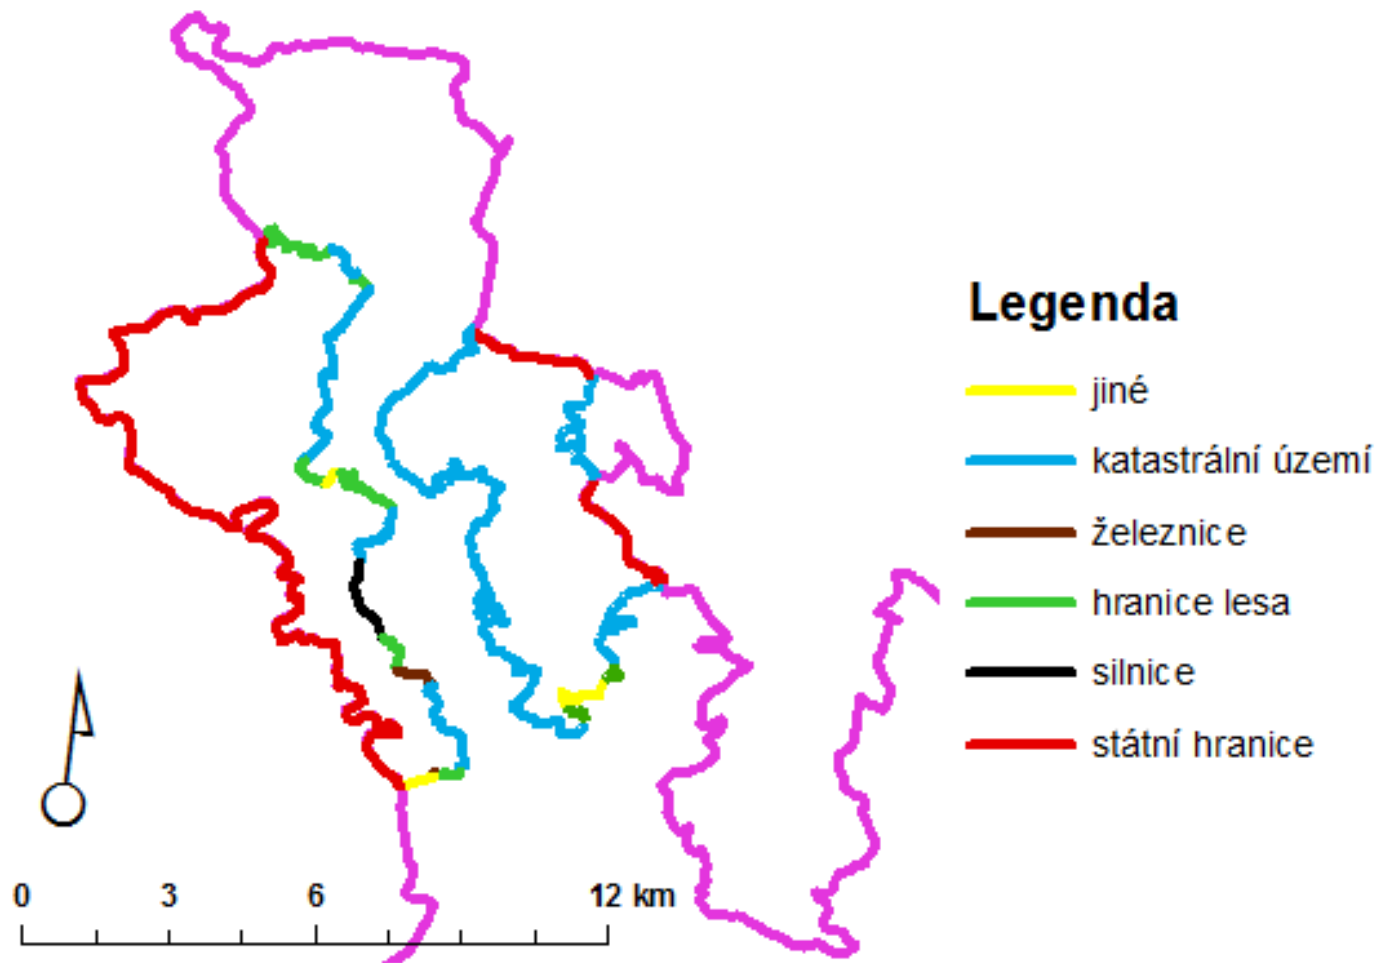 Legenda
jiné
katastrální území
železnice
hranice lesa
silnice
státní hranice
0 3 6 12 km